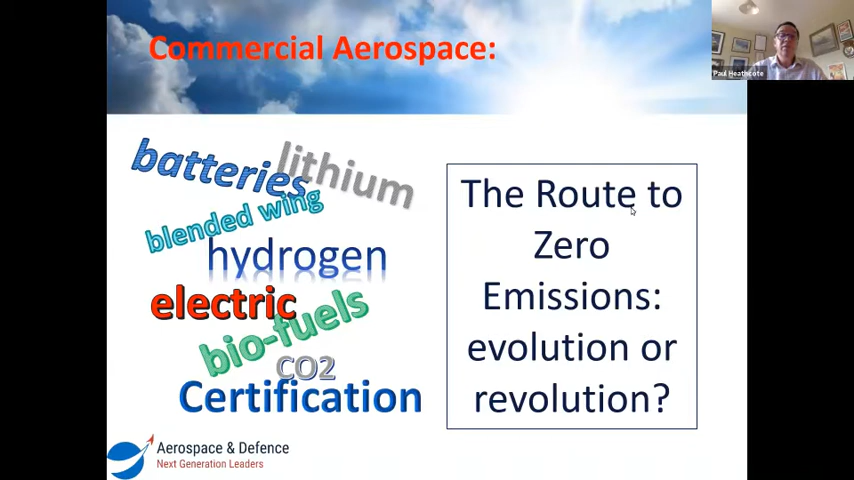 Commercial Aerospace:
Paul Heathcote
batteries
lithium
blended wing
hydrogen
electric
bio-fuels
CO2
Certification
The Route to
Zero
Emissions:
evolution or
revolution?
Aerospace & Defence
Next Generation Leaders